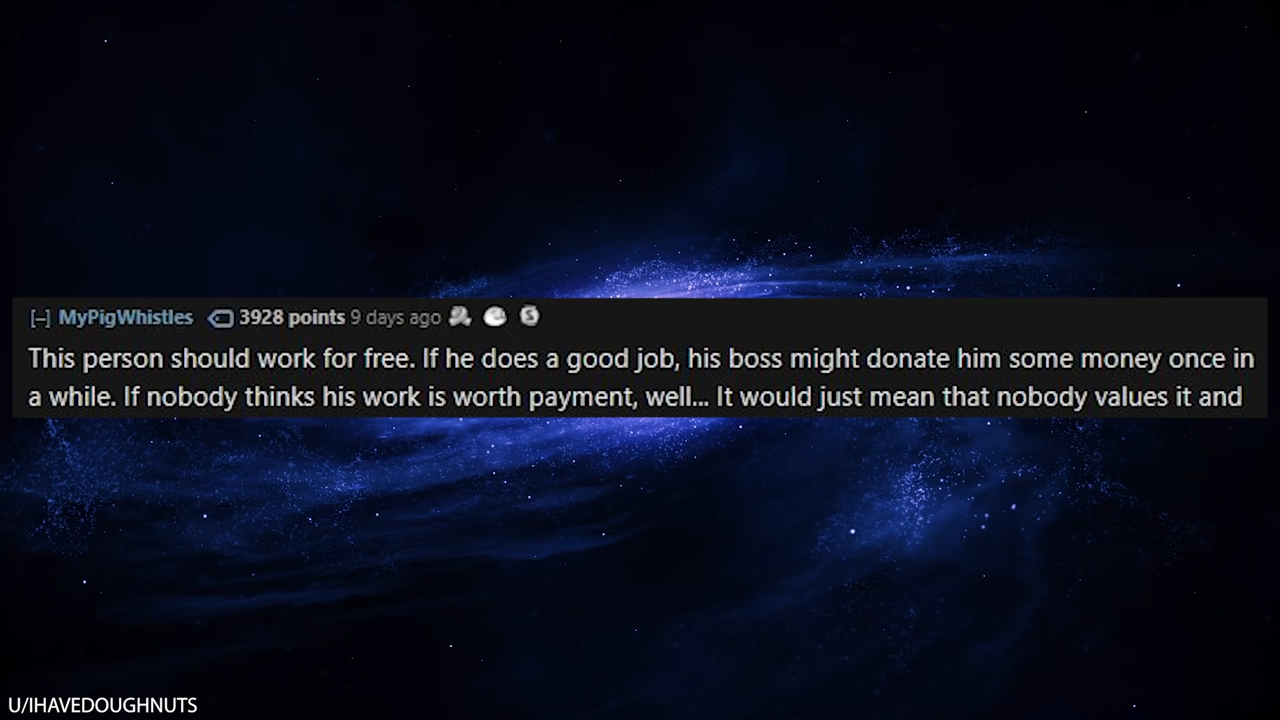 [–] MyPigWhistles 3928 points 9 days ago
This person should work for free. If he does a good job, his boss might donate him some money once in
a while. If nobody thinks his work is worth payment, well... It would just mean that nobody values it and
U/IHAVEDOUGHNUTS